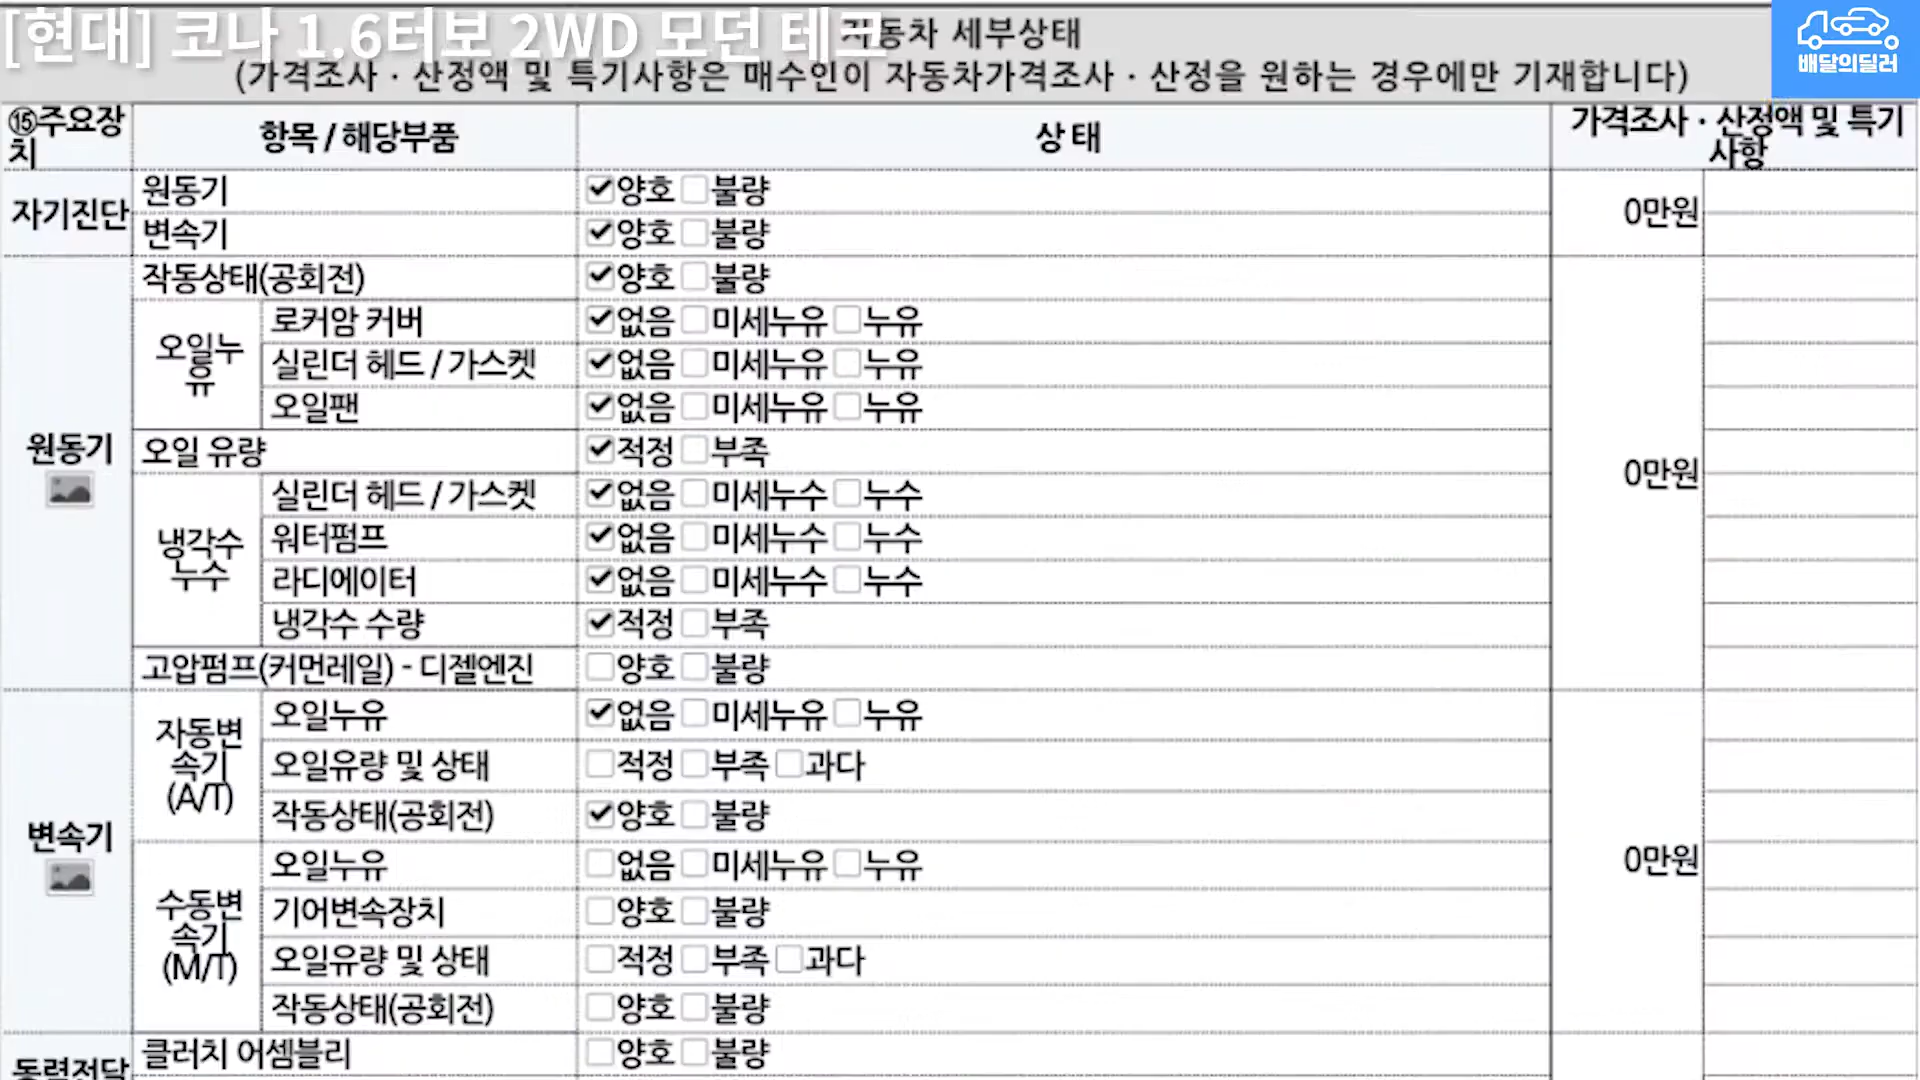 [현대] 코나 1.6터보 2WD 모던 테크
자동차 세부상태
(가격조사 · 산정액 및 특기사항은 매수인이 자동차가격조사 · 산정을 원하는 경우에만 기재합니다)
배달의딜러
⑮주요장치 항목 / 해당부품 상 태 가격조사 · 산정액 및 특기사항
자기진단 원동기 양호 불량 0만원
변속기 양호 불량
원동기 작동상태(공회전) 양호 불량 0만원
오일누유 로커암 커버 없음 미세누유 누유
실린더 헤드 / 가스켓 없음 미세누유 누유
오일팬 없음 미세누유 누유
오일 유량 적정 부족
냉각수누수 실린더 헤드 / 가스켓 없음 미세누수 누수
워터펌프 없음 미세누수 누수
라디에이터 없음 미세누수 누수
냉각수 수량 적정 부족
고압펌프(커먼레일) - 디젤엔진 양호 불량
변속기 자동변속기(A/T) 오일누유 없음 미세누유 누유 0만원
오일유량 및 상태 적정 부족 과다
작동상태(공회전) 양호 불량
수동변속기(M/T) 오일누유 없음 미세누유 누유
기어변속장치 양호 불량
오일유량 및 상태 적정 부족 과다
작동상태(공회전) 양호 불량
동력전달 클러치 어셈블리 양호 불량